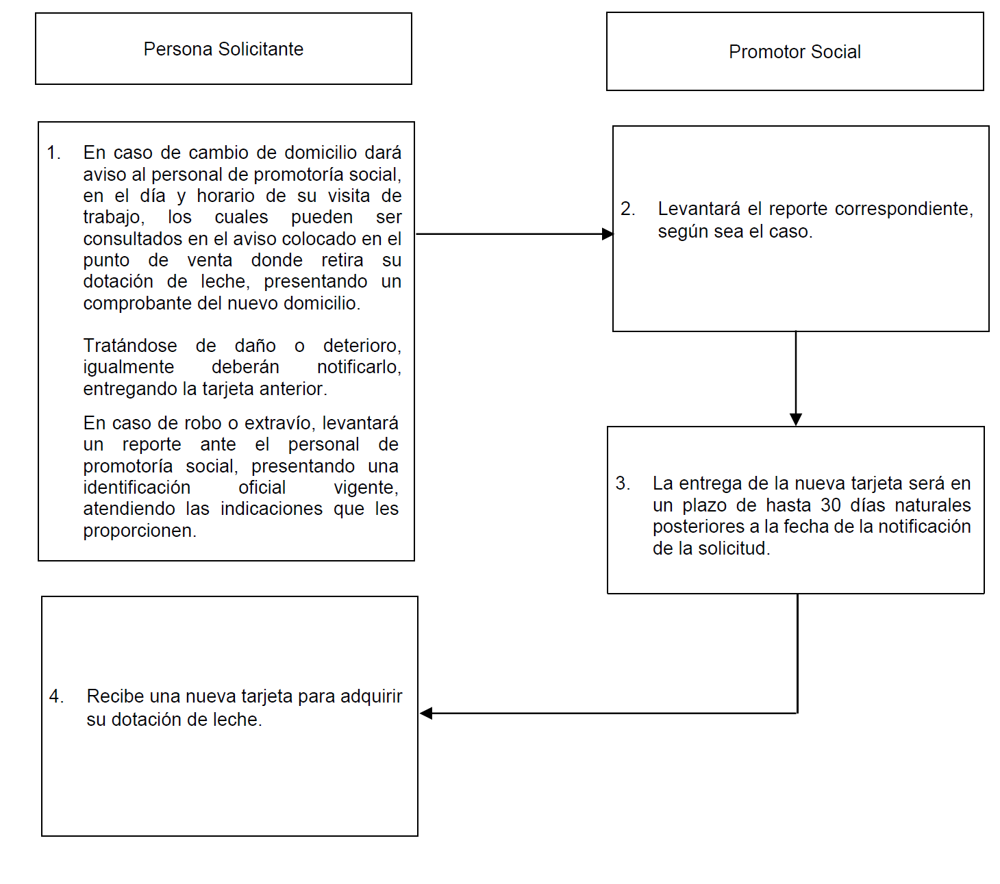 Persona Solicitante
Promotor Social
1. En caso de cambio de domicilio dará
aviso al personal de promotoría social,
en el día y horario de su visita de
trabajo, los cuales pueden ser
consultados en el aviso colocado en el
punto de venta donde retira su
dotación de leche, presentando un
comprobante del nuevo domicilio.
Tratándose de daño o deterioro,
igualmente deberán notificarlo,
entregando la tarjeta anterior.
En caso de robo o extravío, levantará
un reporte ante el personal de
promotoría social, presentando una
identificación oficial vigente,
atendiendo las indicaciones que les
proporcionen.
2. Levantará el reporte correspondiente,
según sea el caso.
3. La entrega de la nueva tarjeta será en
un plazo de hasta 30 días naturales
posteriores a la fecha de la notificación
de la solicitud.
4. Recibe una nueva tarjeta para adquirir
su dotación de leche.